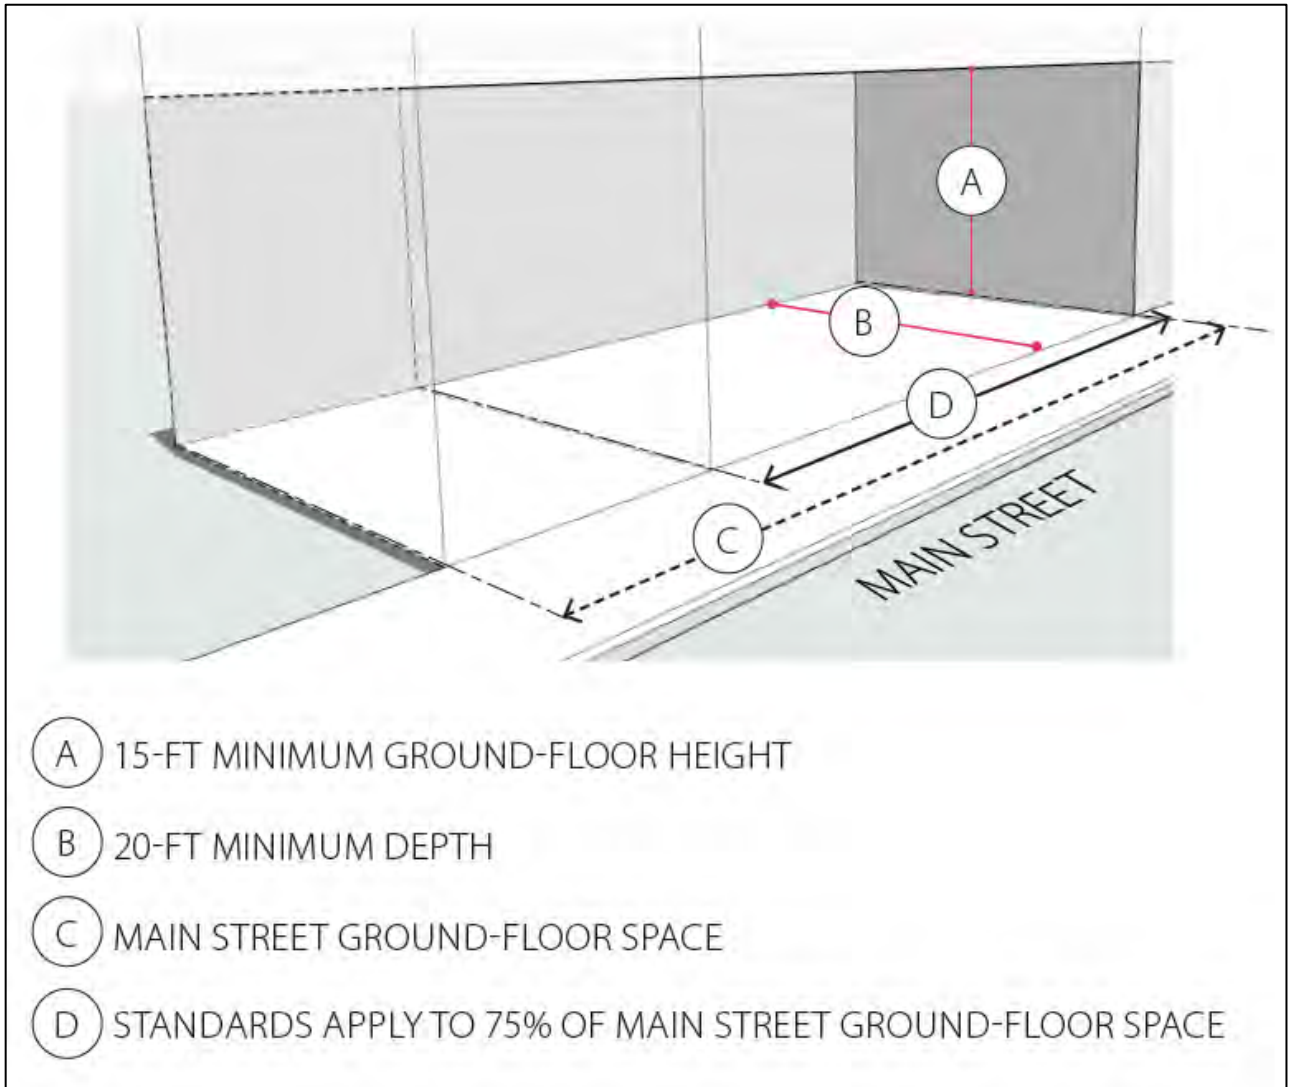 A
B
D
C
MAIN STREET
A 15-FT MINIMUM GROUND-FLOOR HEIGHT
B 20-FT MINIMUM DEPTH
C MAIN STREET GROUND-FLOOR SPACE
D STANDARDS APPLY TO 75% OF MAIN STREET GROUND-FLOOR SPACE